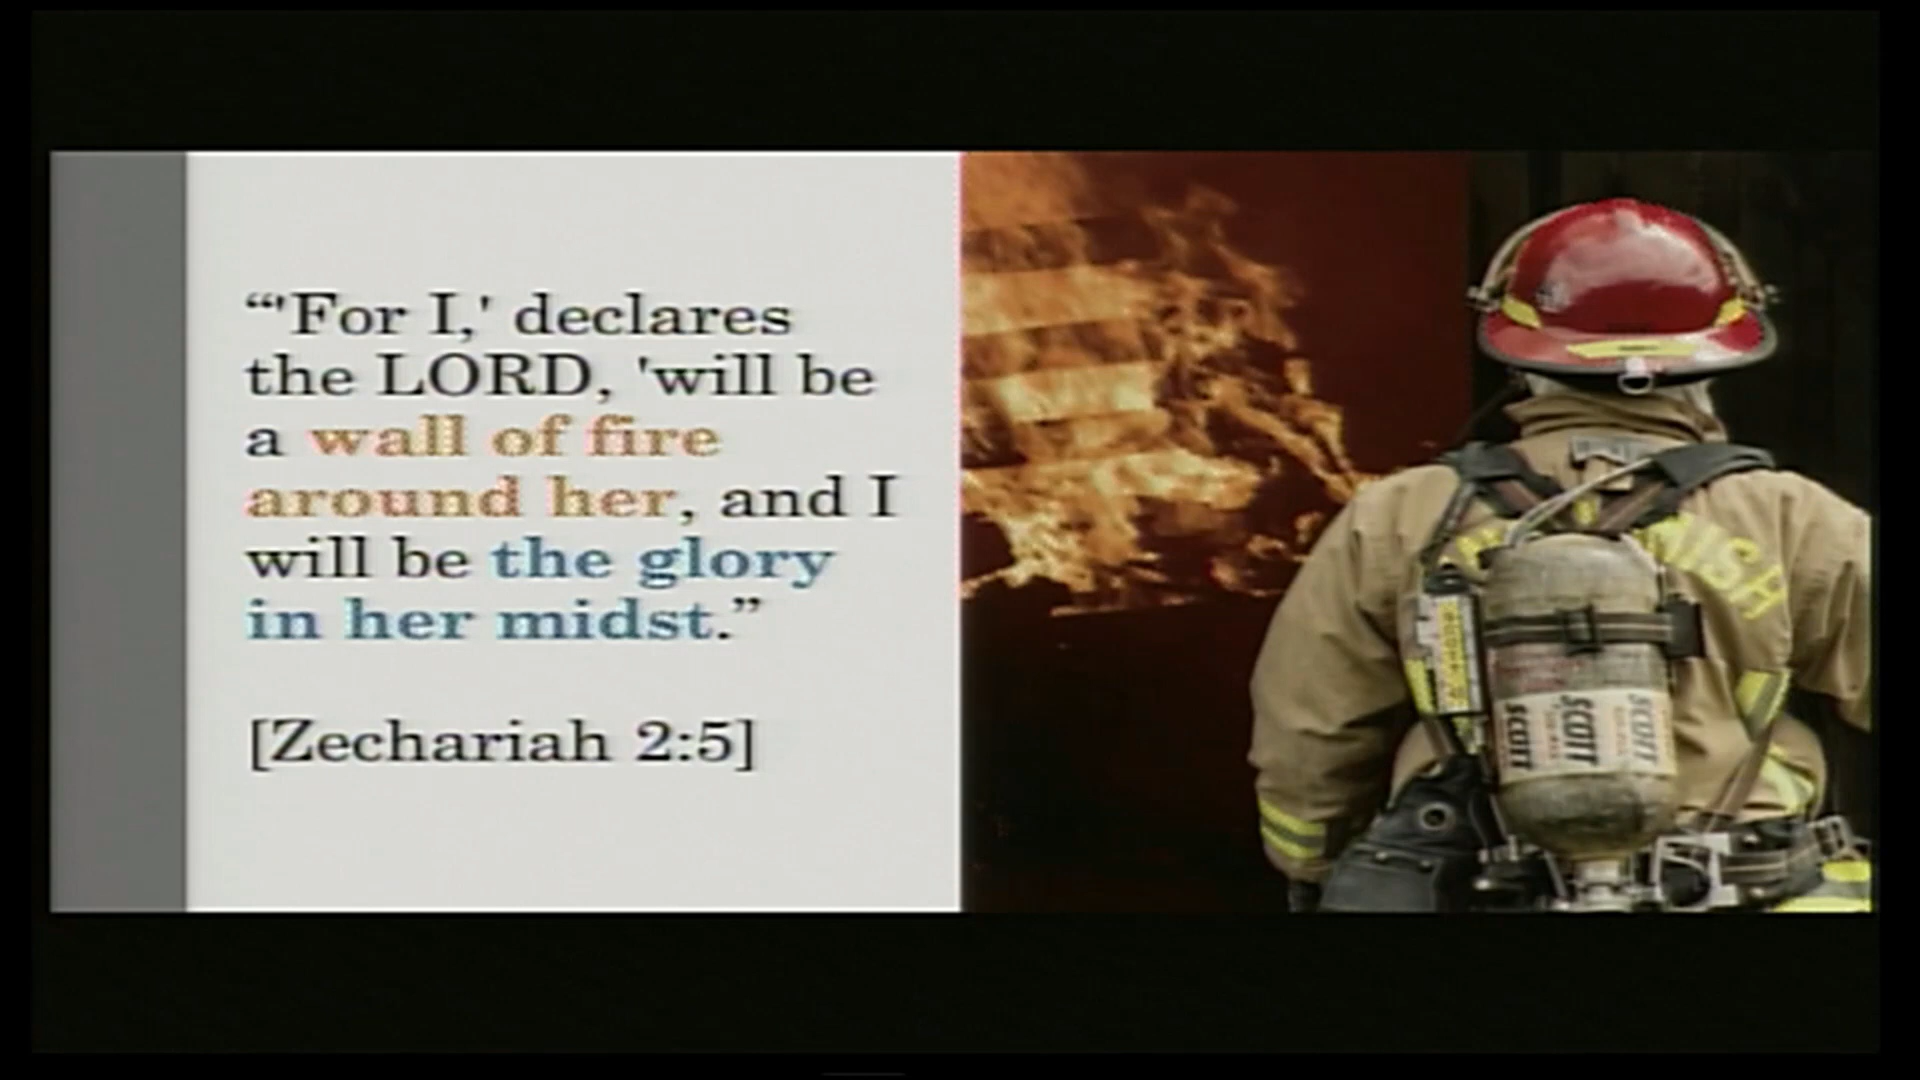 “'For I,' declares
the LORD, 'will be
a wall of fire
around her, and I
will be the glory
in her midst.”
[Zechariah 2:5]
MISH
SCOTT
SCOTT
SCOTT